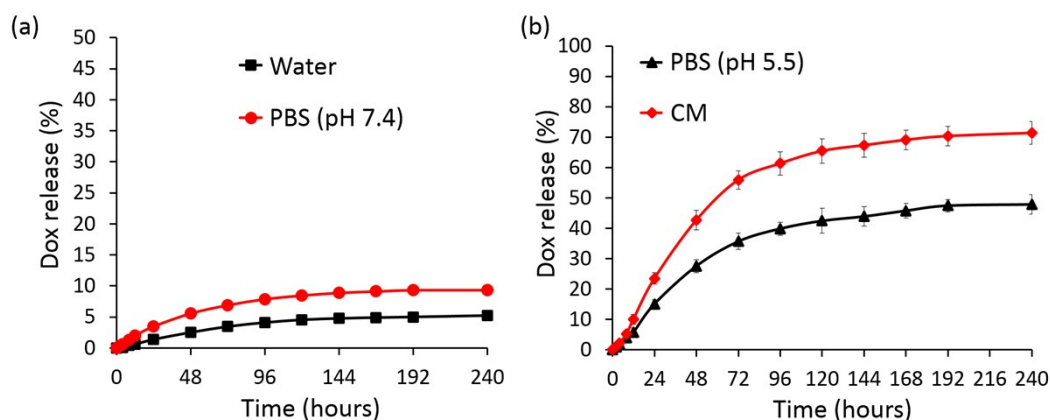 (a)
50
45
40
35
30
25
20
15
10
5
0
Dox release (%)
Water
PBS (pH 7.4)
0 48 96 144 192 240
Time (hours)
(b)
100
90
80
70
60
50
40
30
20
10
0
Dox release (%)
PBS (pH 5.5)
CM
0 24 48 72 96 120 144 168 192 216 240
Time (hours)